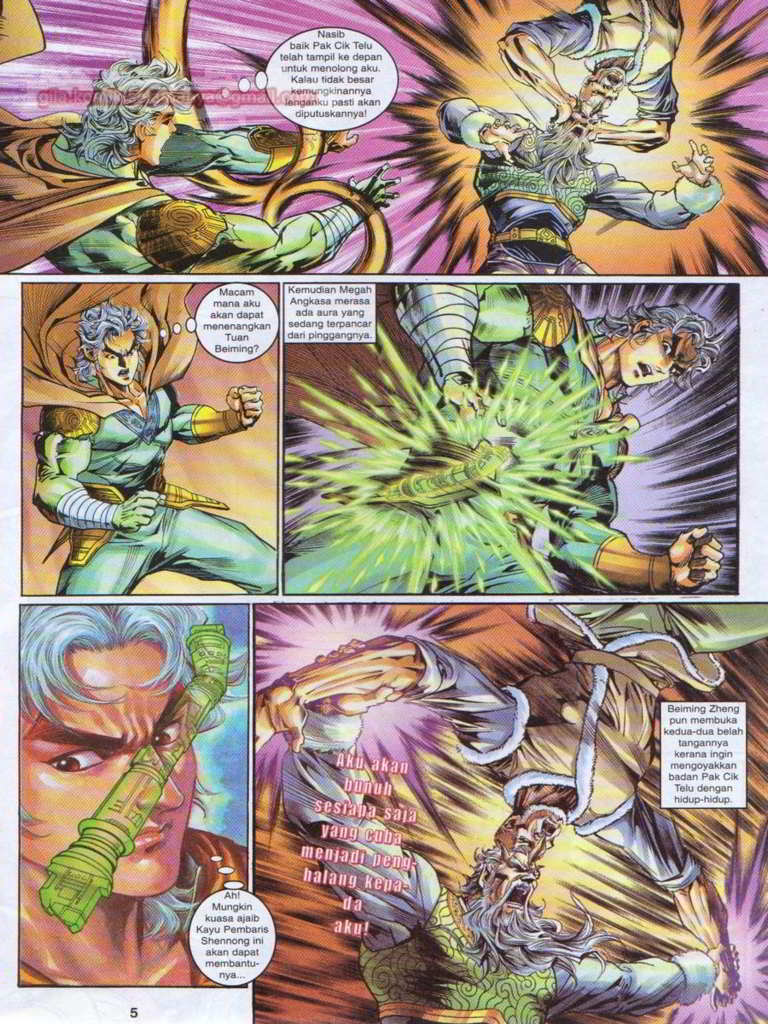 Nasib
baik Pak Cik Telu
telah tampil ke depan
untuk menolong aku.
Kalau tidak besar
kemungkinannya
lenganku pasti akan
diputuskannya!
Macam
mana aku
akan dapat
menenangkan
Tuan
Beiming?
Kemudian Megah
Angkasa merasa
ada aura yang
sedang terpancar
dari pinggangnya.
Ah!
Mungkin
kuasa ajaib
Kayu Pembaris
Shennong ini
akan dapat
membantu-
nya...
Aku akan
bunuh
sesiapa saja
yang cuba
menjadi peng-
halang kepa-
da
aku!
Beiming Zheng
pun membuka
kedua-dua belah
tangannya
kerana ingin
mengoyakkan
badan Pak Cik
Telu dengan
hidup-hidup.
5